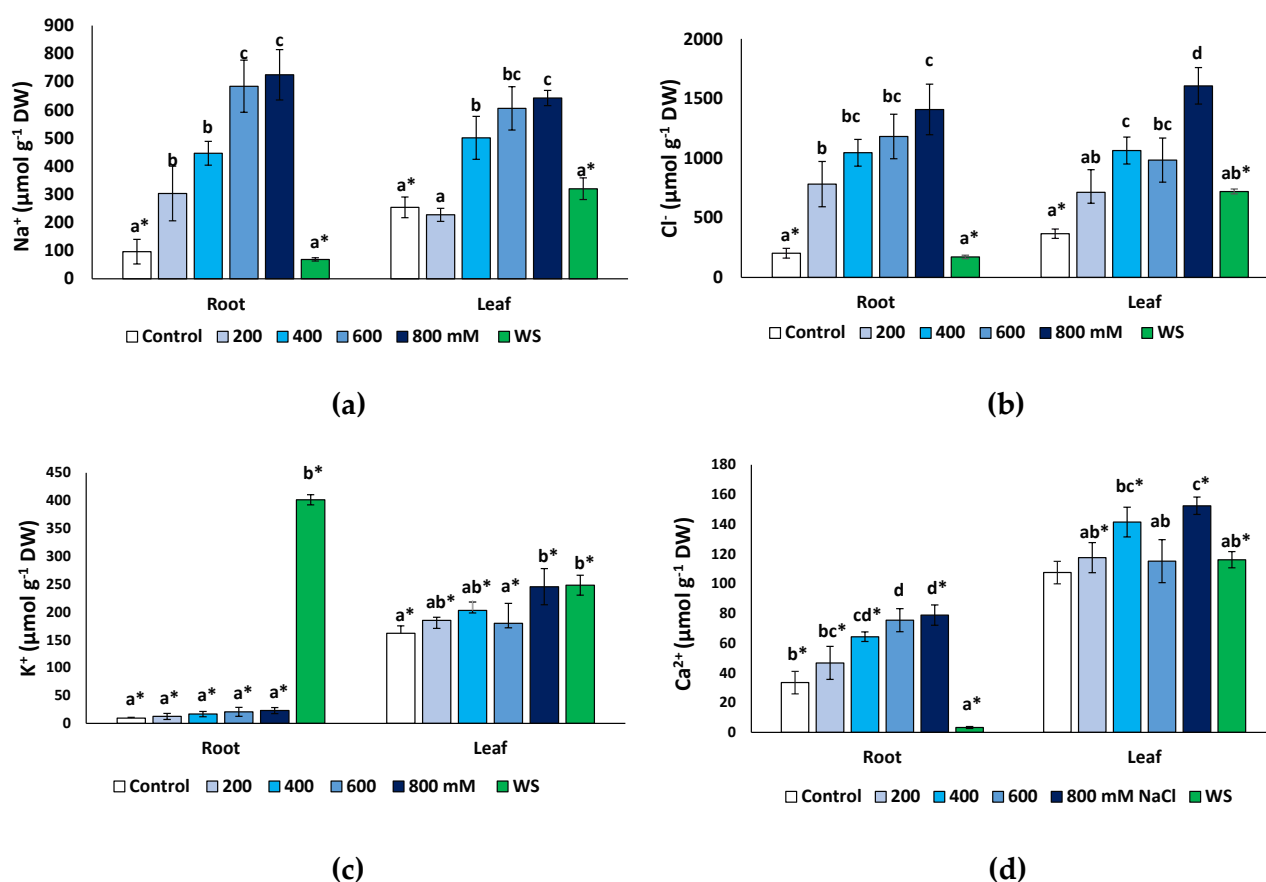 Na⁺ (µmol g⁻¹ DW)
900
800
700
600
500
400
300
200
100
0
a*
b
b
c
c
a*
a*
a
b
bc
c
a*
Root
Leaf
Control 200 400 600 800 mM WS
(a)
Cl⁻ (µmol g⁻¹ DW)
2000
1500
1000
500
0
a*
b
bc
bc
c
a*
a*
ab
c
bc
d
ab*
Root
Leaf
Control 200 400 600 800 mM WS
(b)
K⁺ (µmol g⁻¹ DW)
450
400
350
300
250
200
150
100
50
0
a*
a*
a*
a*
a*
b*
a*
ab*
ab*
a*
b*
b*
Root
Leaf
Control 200 400 600 800 mM WS
(c)
Ca²⁺ (µmol g⁻¹ DW)
180
160
140
120
100
80
60
40
20
0
b*
bc*
cd*
d
d*
a*
ab*
bc*
ab
c*
ab*
Root
Leaf
Control 200 400 600 800 mM NaCl WS
(d)